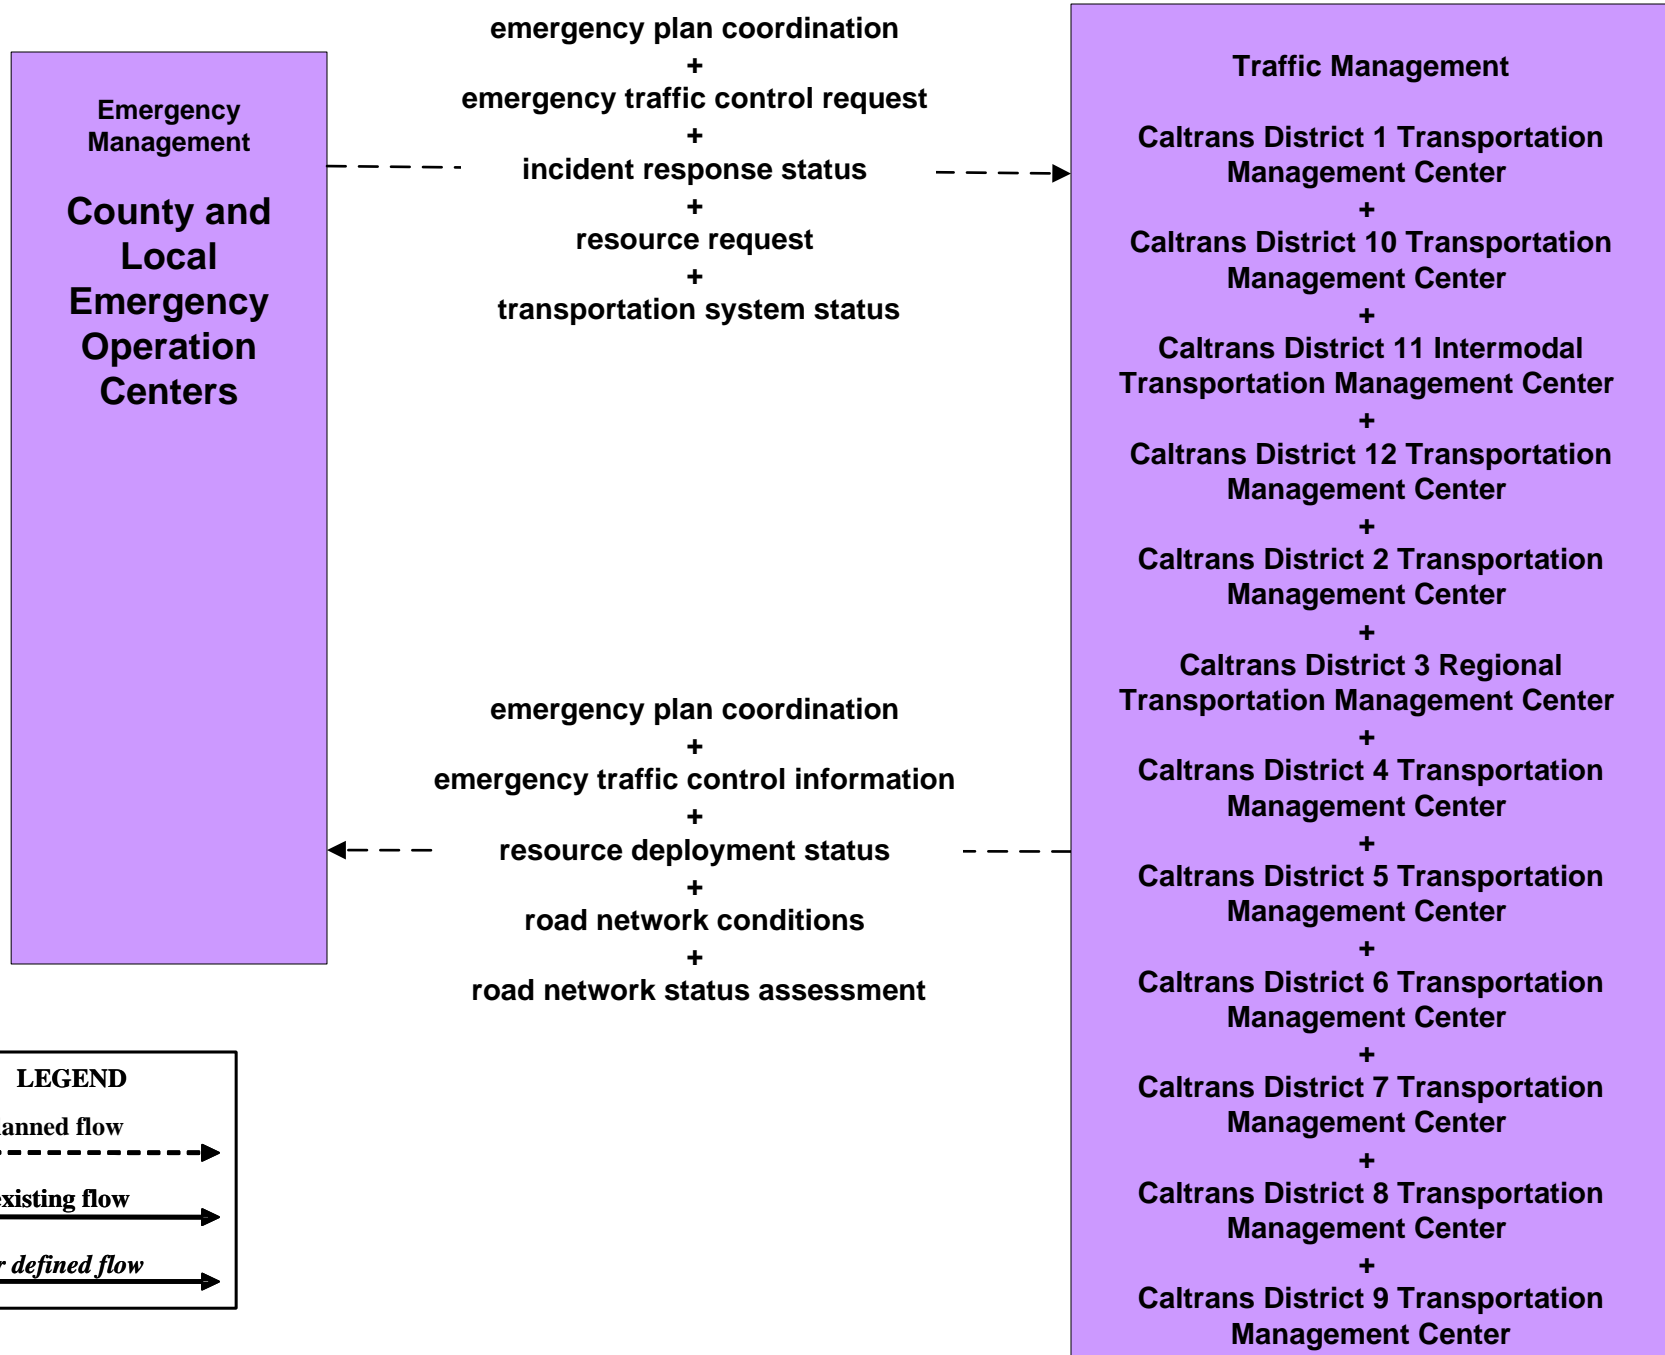 Emergency
Management
County and
Local
Emergency
Operation
Centers
emergency plan coordination
+
emergency traffic control request
+
incident response status
+
resource request
+
transportation system status
emergency plan coordination
+
emergency traffic control information
+
resource deployment status
+
road network conditions
+
road network status assessment
Traffic Management
Caltrans District 1 Transportation
Management Center
+
Caltrans District 10 Transportation
Management Center
+
Caltrans District 11 Intermodal
Transportation Management Center
+
Caltrans District 12 Transportation
Management Center
+
Caltrans District 2 Transportation
Management Center
+
Caltrans District 3 Regional
Transportation Management Center
+
Caltrans District 4 Transportation
Management Center
+
Caltrans District 5 Transportation
Management Center
+
Caltrans District 6 Transportation
Management Center
+
Caltrans District 7 Transportation
Management Center
+
Caltrans District 8 Transportation
Management Center
+
Caltrans District 9 Transportation
Management Center
LEGEND
lanned flow
existing flow
r defined flow